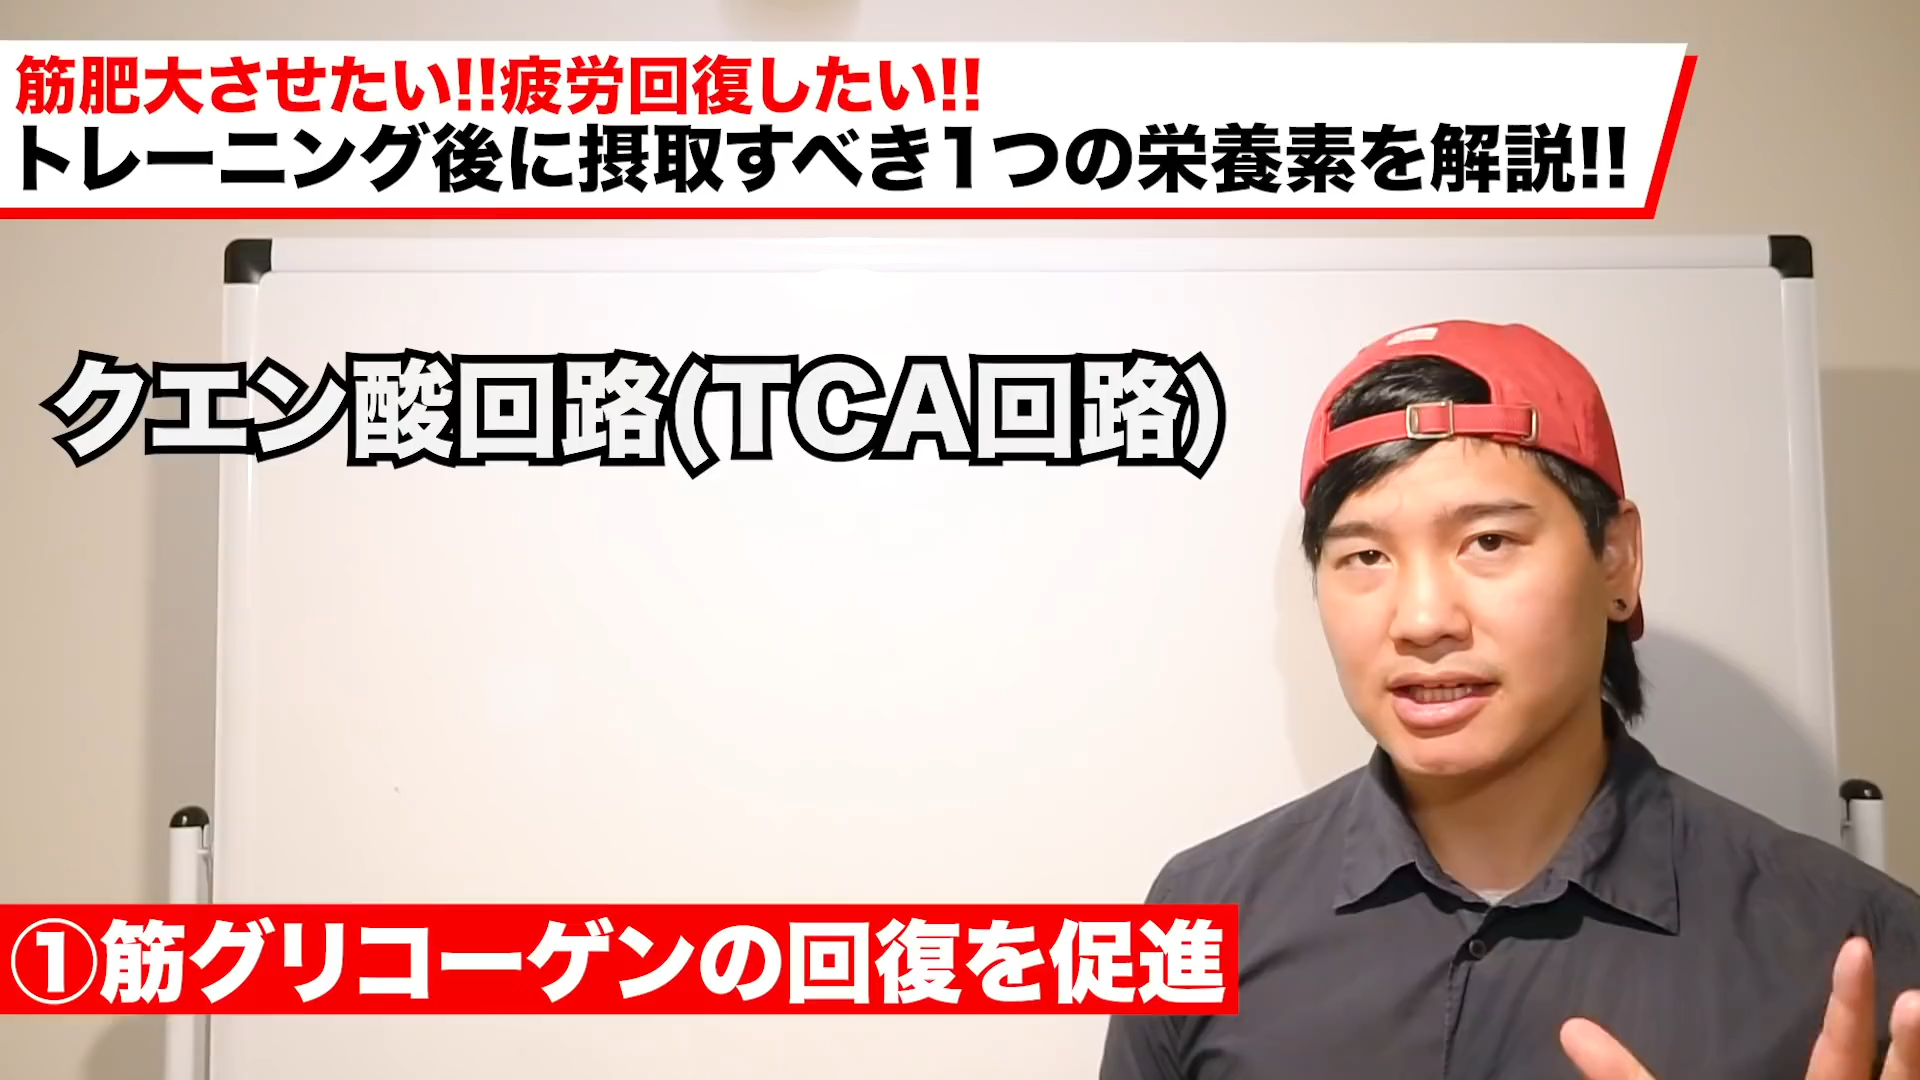 筋肥大させたい!!疲労回復したい!!
トレーニング後に摂取すべき1つの栄養素を解説!!
クエン酸回路(TCA回路)
①筋グリコーゲンの回復を促進